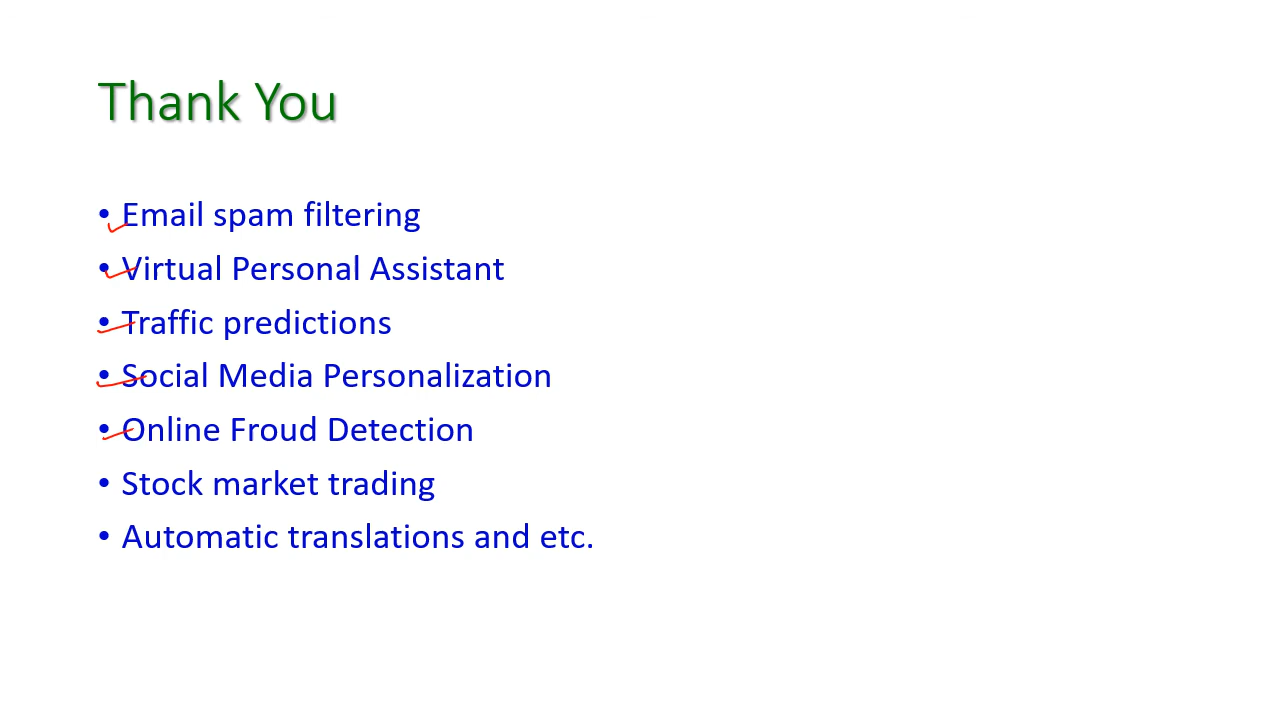 Thank You
• Email spam filtering
• Virtual Personal Assistant
• Traffic predictions
• Social Media Personalization
• Online Froud Detection
• Stock market trading
• Automatic translations and etc.